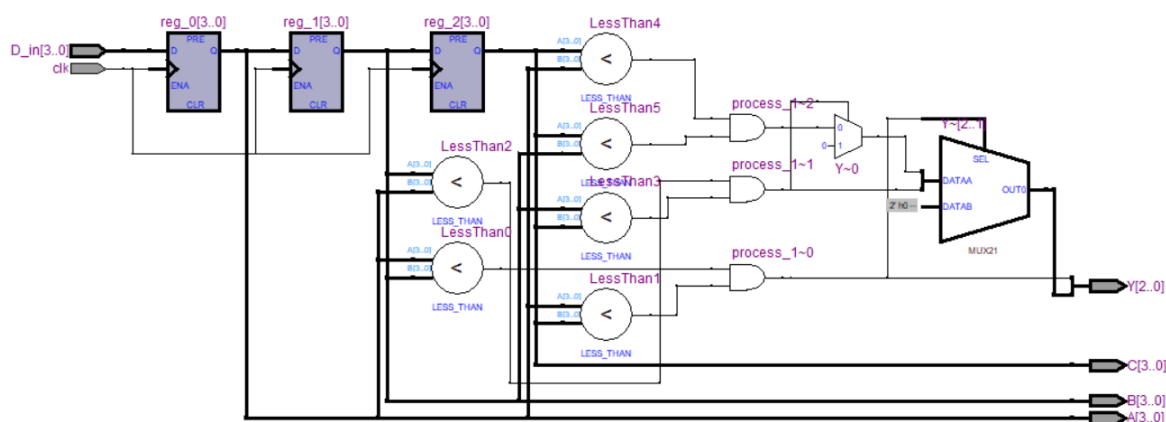 reg_0[3..0]
reg_1[3..0]
reg_2[3..0]
LessThan4
D_in[3..0]
clk
PRE
D
Q
ENA
CLR
PRE
D
Q
ENA
CLR
PRE
D
Q
ENA
CLR
A[3..0]
B[3..0]
<
LESS_THAN
LessThan5
A[3..0]
B[3..0]
<
LESS_THAN
LessThan2
A[3..0]
B[3..0]
<
LESS_THAN
LessThan3
A[3..0]
B[3..0]
<
LESS_THAN
LessThan0
A[3..0]
B[3..0]
<
LESS_THAN
LessThan1
A[3..0]
B[3..0]
<
LESS_THAN
process_1~2
process_1~1
process_1~0
0
0
1
Y~0
Y~[2..1]
SEL
DATAA
OUT0
2' h0 --
DATAB
MUX21
Y[2..0]
C[3..0]
B[3..0]
A[3..0]